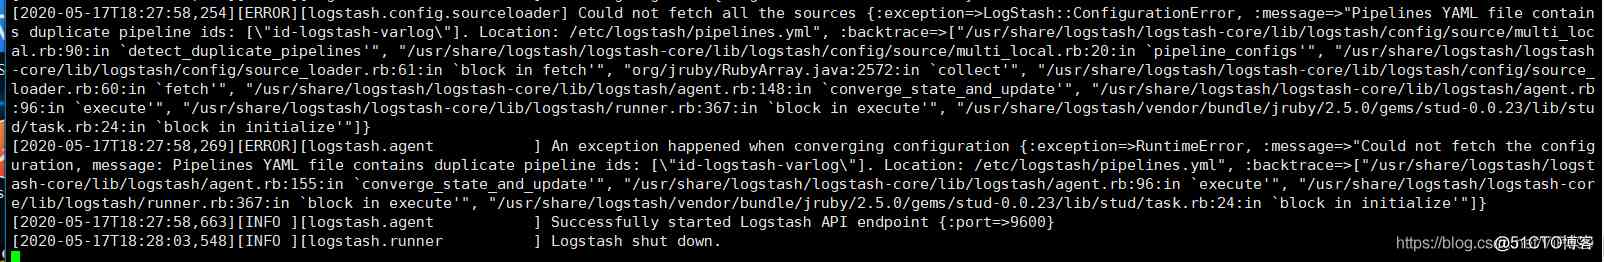 [2020-05-17T18:27:58,254][ERROR][logstash.config.sourceloader] Could not fetch all the sources {:exception=>LogStash::ConfigurationError, :message=>"Pipelines YAML file contain
s duplicate pipeline ids: [\"id-logstash-varlog\"]. Location: /etc/logstash/pipelines.yml", :backtrace=>["/usr/share/logstash/logstash-core/lib/logstash/config/source/multi_loc
al.rb:90:in `detect_duplicate_pipelines'", "/usr/share/logstash/logstash-core/lib/logstash/config/source/multi_local.rb:20:in `pipeline_configs'", "/usr/share/logstash/logstash
-core/lib/logstash/config/source_loader.rb:61:in `block in fetch'", "org/jruby/RubyArray.java:2572:in `collect'", "/usr/share/logstash/logstash-core/lib/logstash/config/source_
loader.rb:60:in `fetch'", "/usr/share/logstash/logstash-core/lib/logstash/agent.rb:148:in `converge_state_and_update'", "/usr/share/logstash/logstash-core/lib/logstash/agent.rb
:96:in `execute'", "/usr/share/logstash/logstash-core/lib/logstash/runner.rb:367:in `block in execute'", "/usr/share/logstash/vendor/bundle/jruby/2.5.0/gems/stud-0.0.23/lib/stu
d/task.rb:24:in `block in initialize'"]}
[2020-05-17T18:27:58,269][ERROR][logstash.agent           ] An exception happened when converging configuration {:exception=>RuntimeError, :message=>"Could not fetch the config
uration, message: Pipelines YAML file contains duplicate pipeline ids: [\"id-logstash-varlog\"]. Location: /etc/logstash/pipelines.yml", :backtrace=>["/usr/share/logstash/logst
ash-core/lib/logstash/agent.rb:155:in `converge_state_and_update'", "/usr/share/logstash/logstash-core/lib/logstash/agent.rb:96:in `execute'", "/usr/share/logstash/logstash-cor
e/lib/logstash/runner.rb:367:in `block in execute'", "/usr/share/logstash/vendor/bundle/jruby/2.5.0/gems/stud-0.0.23/lib/stud/task.rb:24:in `block in initialize'"]}
[2020-05-17T18:27:58,663][INFO ][logstash.agent           ] Successfully started Logstash API endpoint {:port=>9600}
[2020-05-17T18:28:03,548][INFO ][logstash.runner          ] Logstash shut down.
https://blog.cs
@51CTO博客